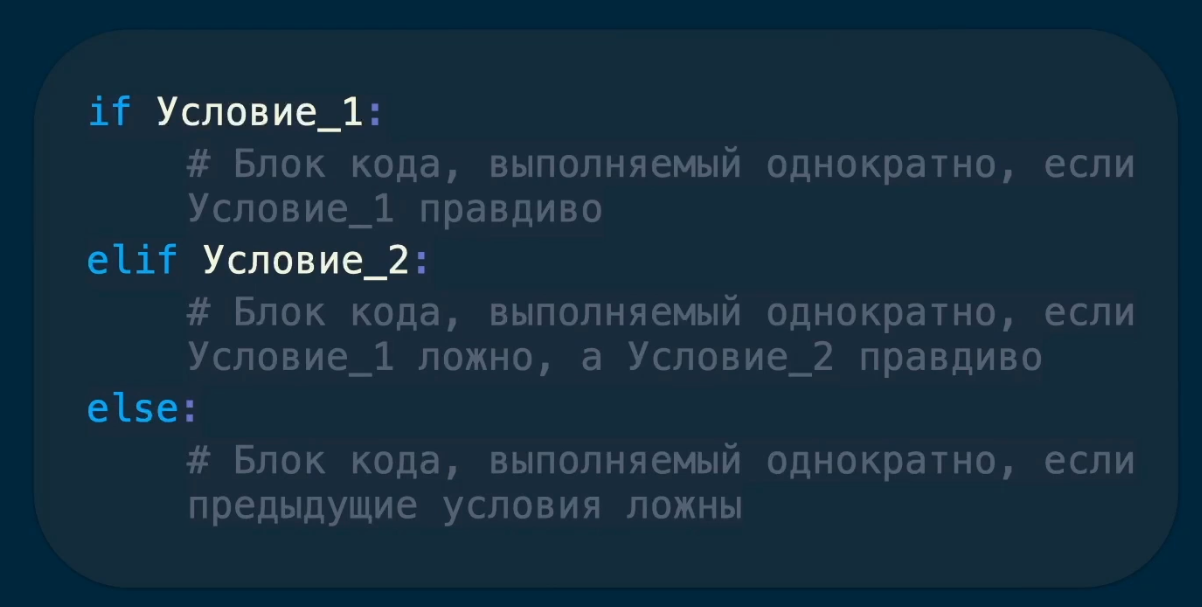 if Условие_1:
# Блок кода, выполняемый однократно, если
Условие_1 правдиво
elif Условие_2:
# Блок кода, выполняемый однократно, если
Условие_1 ложно, а Условие_2 правдиво
else:
# Блок кода, выполняемый однократно, если
предыдущие условия ложны